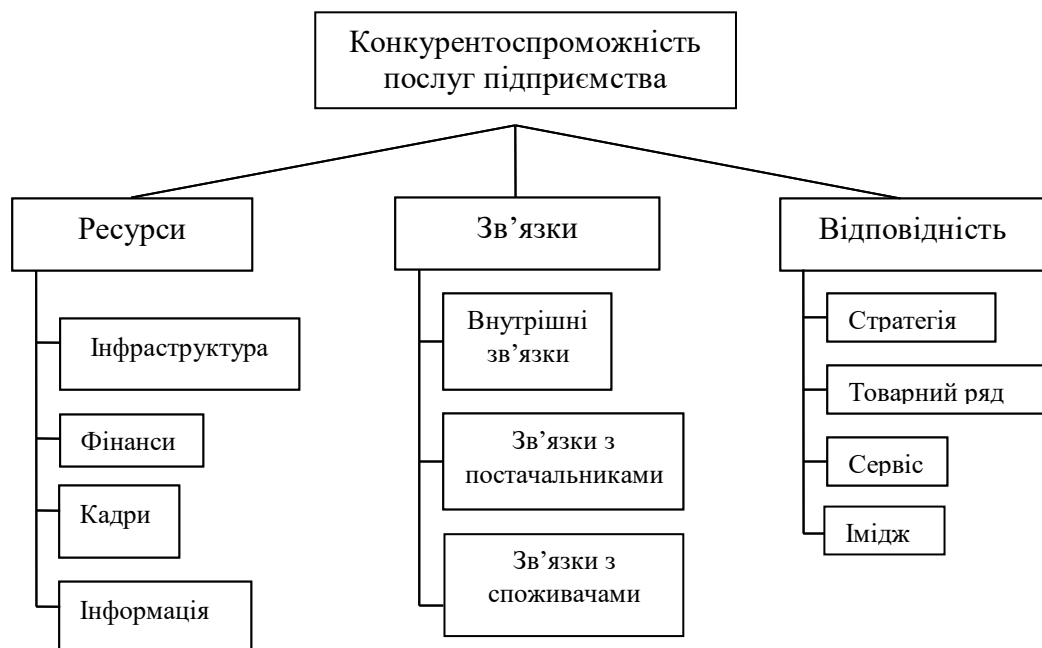 Конкурентоспроможність
послуг підприємства
Ресурси
Інфраструктура
Фінанси
Кадри
Інформація
Зв’язки
Внутрішні
зв’язки
Зв’язки з
постачальниками
Зв’язки з
споживачами
Відповідність
Стратегія
Товарний ряд
Сервіс
Імідж